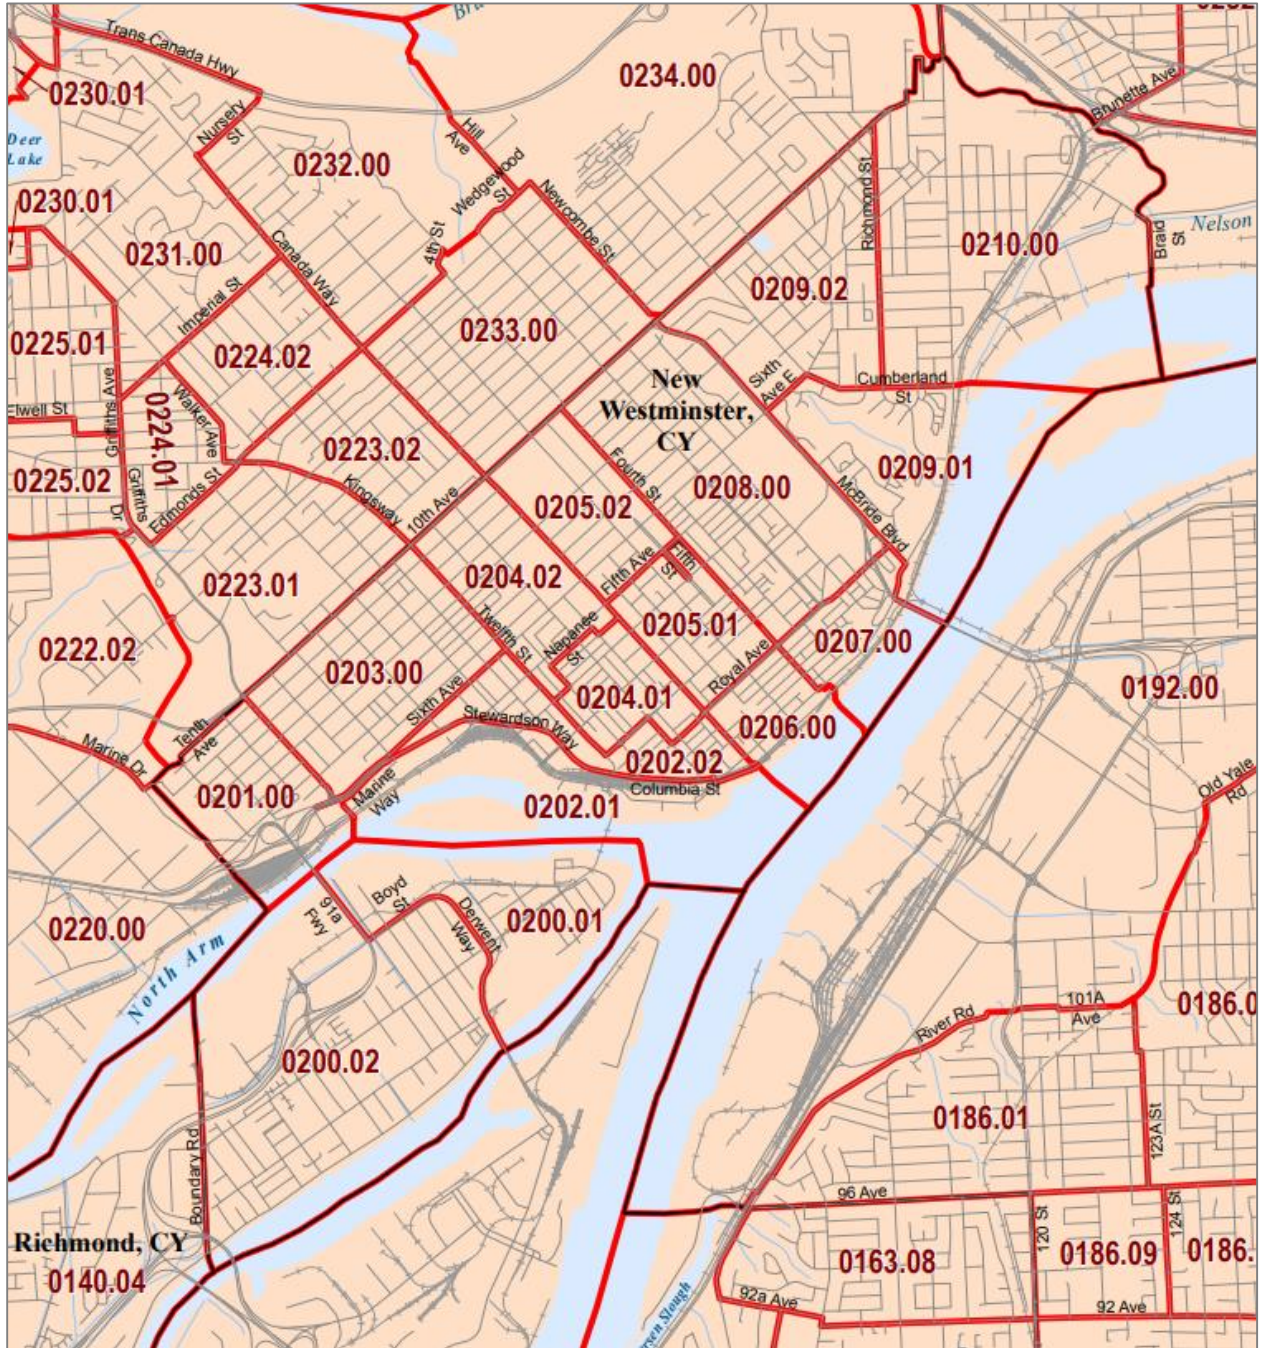 Trans Canada Hwy
0230.01
Nursery
St
Deer
Lake
0232.00
Hill
Ave
0234.00
Brunette Ave
0230.01
0231.00
Canada Way
4th St
Wedgewood
St
Newcombe St
Richmond St
0209.02
0210.00
Braid
St
Nelson
Imperial St
0225.01
0224.02
0233.00
New
Westminster,
CY
Sixth
Ave E
Cumberland
St
Griffiths Ave
Elwell St
0224.01
Walker Ave
0223.02
0225.02
Griffiths
Dr
Edmonds St
Kingsway
10th Ave
0205.02
Fourth St
0208.00
0209.01
McBride Blvd
0223.01
0204.02
Fifth Ave
Fifth
St
0222.02
0203.00
Twelfth St
Napanee
St
0205.01
0207.00
0192.00
Sixth Ave
0204.01
Royal Ave
Stewardson Way
0206.00
Marine Dr
Tenth
Ave
0201.00
Marine
Way
0202.02
Columbia St
0202.01
Old Yale
Rd
0220.00
North Arm
91a
Fwy
Boyd
St
Derwent
Way
0200.01
0200.02
River Rd
101A
Ave
0186.0
0186.01
123A St
Boundary Rd
96 Ave
Richmond, CY
0140.04
0163.08
120 St
0186.09
124 St
0186.
92a Ave
92 Ave